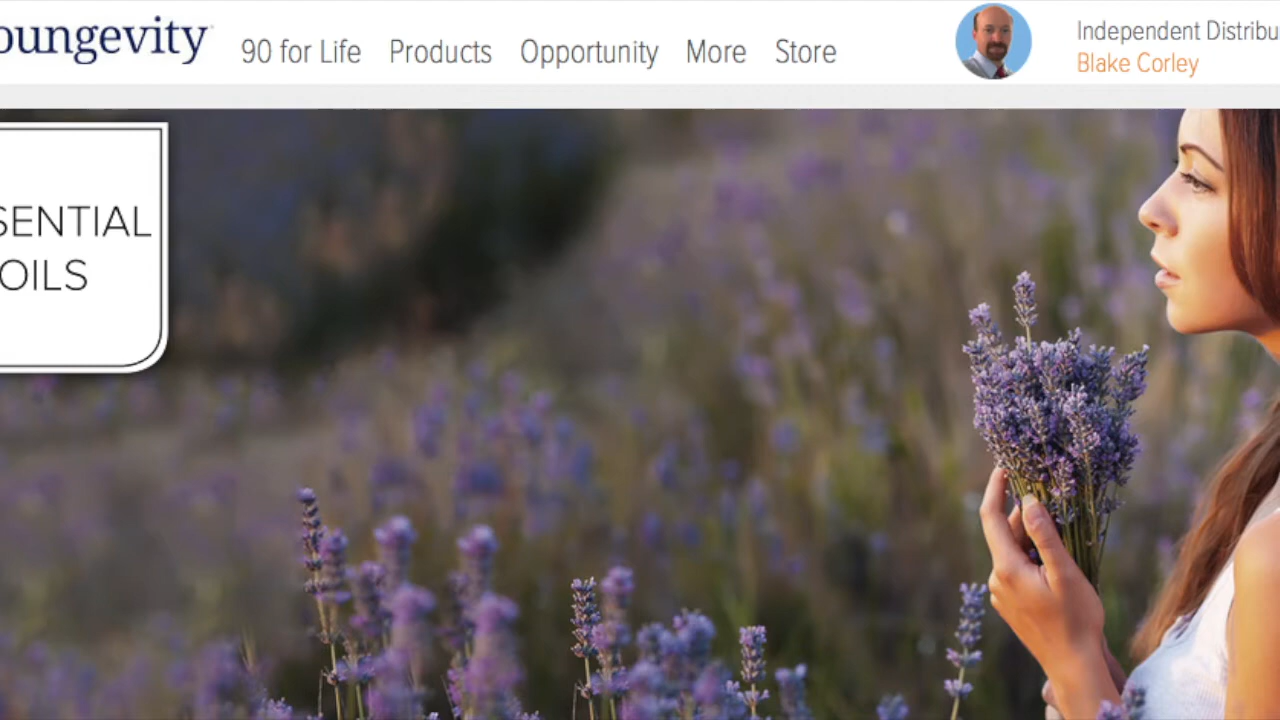 oungevity
90 for Life Products Opportunity More Store
Independent Distribu
Blake Corley
SENTIAL
OILS